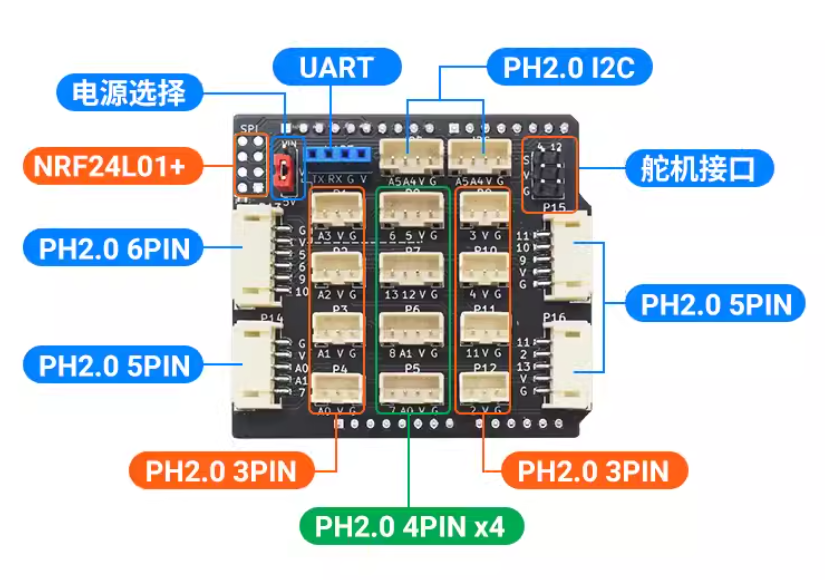 UART
PH2.0 I2C
电源选择
SPI
VIN
4 12
NRF24L01+
S
V
G
舵机接口
TX RX G V
A5 A4 V G
A5 A4 V G
5V
P15
PH2.0 6PIN
G
V
5
6
9
10
A3 V G
6 5 V G
3 V G
11
10
9
V
G
P2
P7
P10
PH2.0 5PIN
A2 V G
13 12 V G
4 V G
P14
P3
P6
P11
P16
PH2.0 5PIN
G
V
A0
A1
7
A1 V G
8 A1 V G
11 V G
11
2
13
V
G
P4
P5
P12
A0 V G
7 A0 V G
2 V G
PH2.0 3PIN
PH2.0 3PIN
PH2.0 4PIN x4